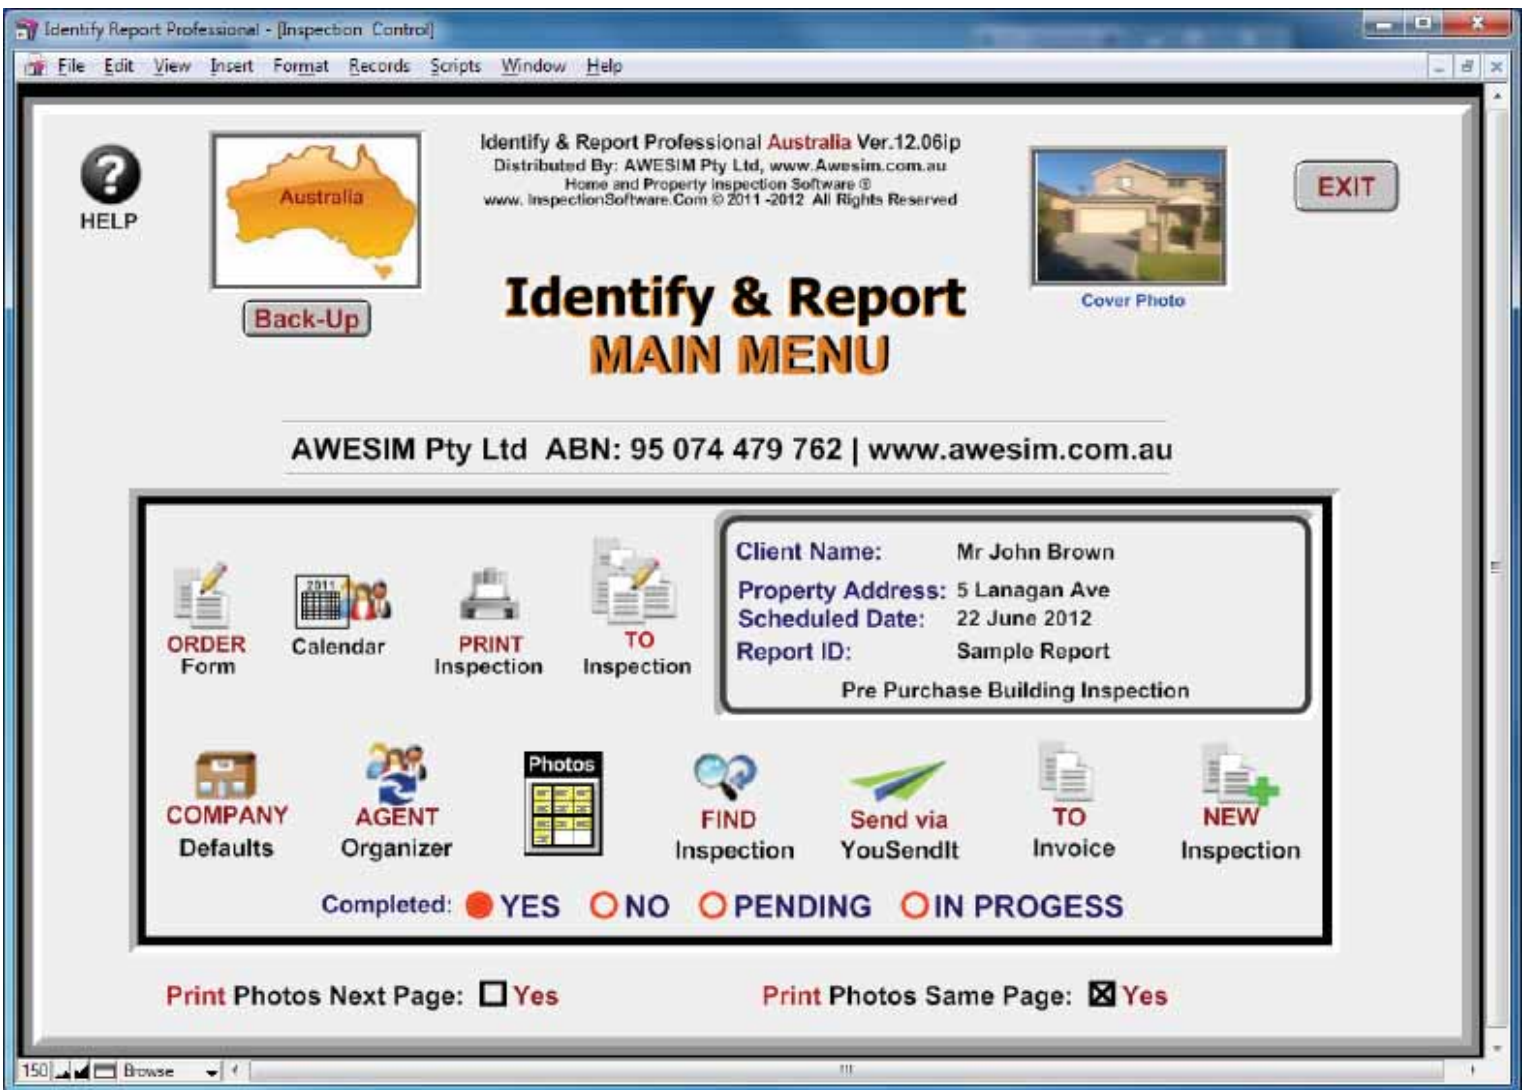 Identify Report Professional - [Inspection Control]
File Edit View Insert Format Records Scripts Window Help
HELP
Australia
Back-Up
Identify & Report Professional Australia Ver.12.06ip
Distributed By: AWESIM Pty Ltd, www.Awesim.com.au
Home and Property Inspection Software ®
www. InspectionSoftware.Com © 2011 -2012 All Rights Reserved
Cover Photo
EXIT
Identify & Report
MAIN MENU
AWESIM Pty Ltd ABN: 95 074 479 762 | www.awesim.com.au
ORDER
Form
2011
Calendar
PRINT
Inspection
TO
Inspection
Client Name: Mr John Brown
Property Address: 5 Lanagan Ave
Scheduled Date: 22 June 2012
Report ID: Sample Report
Pre Purchase Building Inspection
COMPANY
Defaults
AGENT
Organizer
Photos
FIND
Inspection
Send via
YouSendIt
TO
Invoice
NEW
Inspection
Completed: YES NO PENDING IN PROGESS
Print Photos Next Page: Yes
Print Photos Same Page: Yes
150 Browse